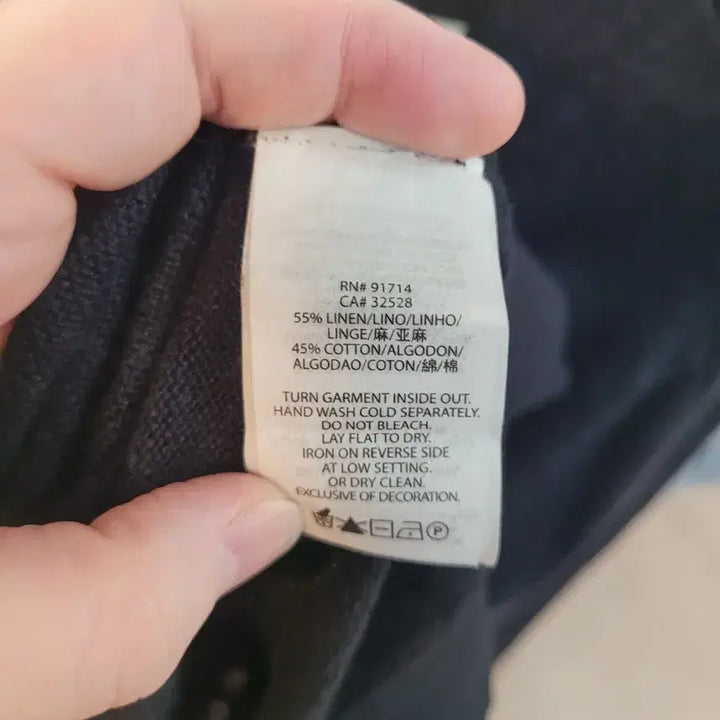 RN# 91714
CA# 32528
55% LINEN/LINO/LINHO/
LINGE/麻/亚麻
45% COTTON/ALGODON/
ALGODAO/COTON/綿/棉
TURN GARMENT INSIDE OUT.
HAND WASH COLD SEPARATELY.
DO NOT BLEACH.
LAY FLAT TO DRY.
IRON ON REVERSE SIDE
AT LOW SETTING.
OR DRY CLEAN.
EXCLUSIVE OF DECORATION.
P